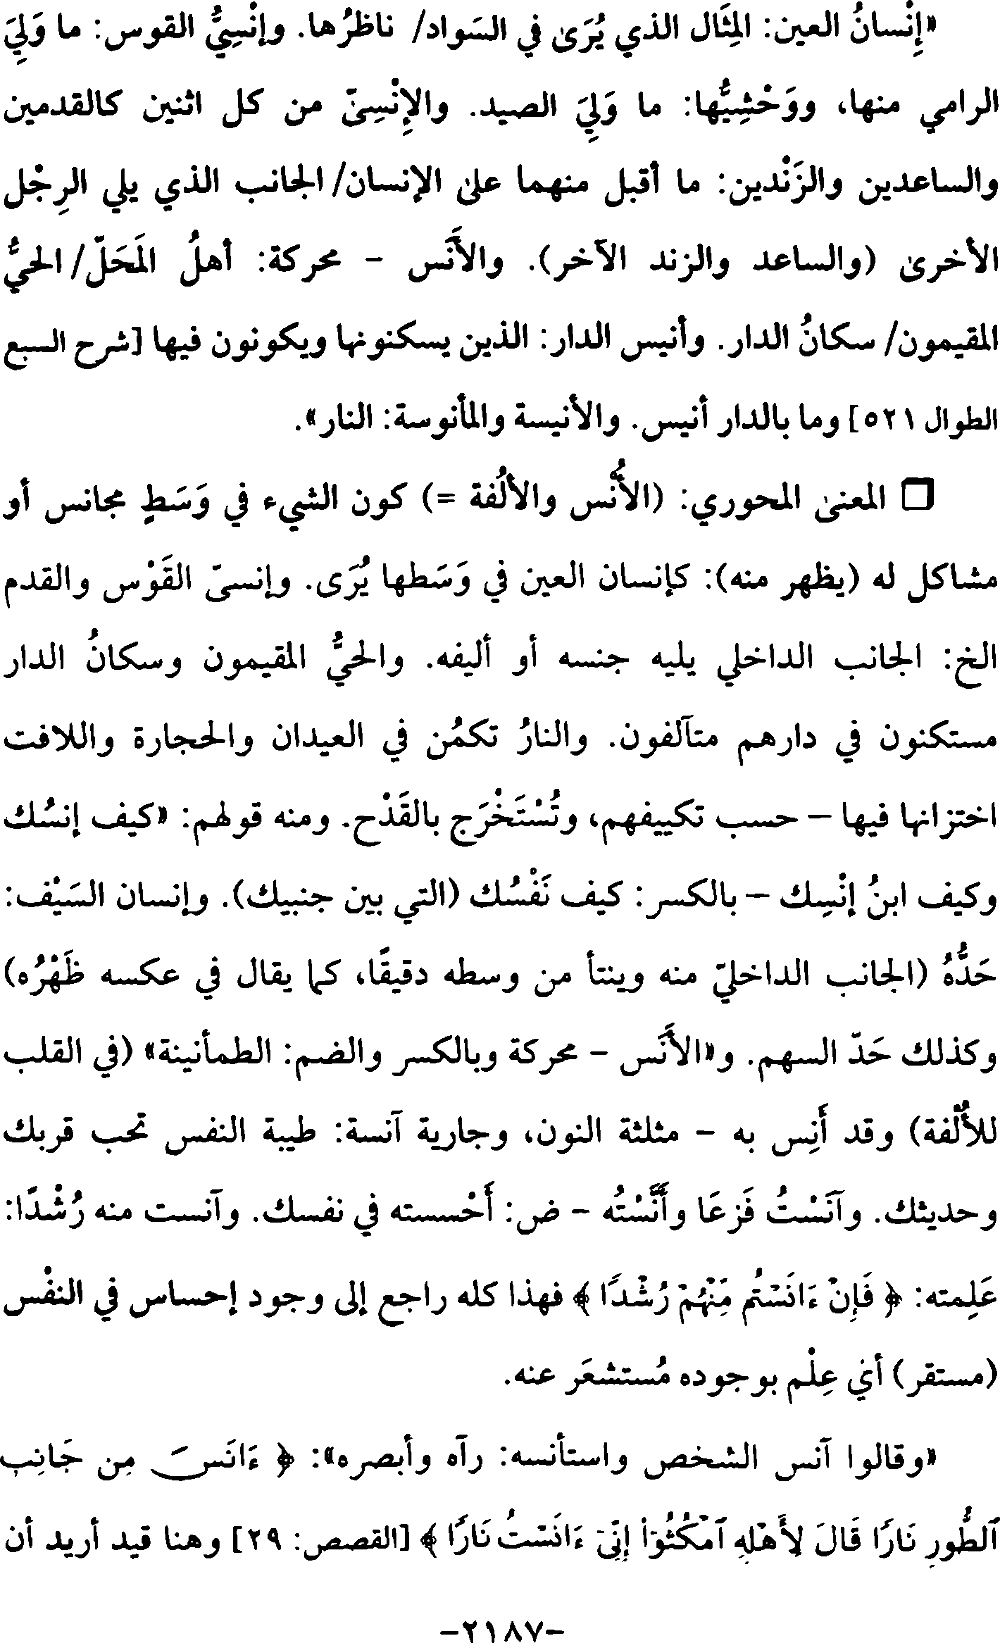 «إِنْسانُ العين: المِثَال الذي يُرَى في السَواد/ ناظرُها. وإنْسِيُّ القوس: ما وَلِيَ
الرامي منها، ووَحْشِيُّها: ما وَلِيَ الصيد. والإِنْسِىّ من كل اثنين كالقدمين
والساعدين والزَنْدين: ما أقبل منهما على الإنسان/ الجانب الذي يلي الرِجْل
الأخرى (والساعد والزند الآخر). والأَنَس – محركة: أهلُ المَحَلّ/ الحيُّ
المقيمون/ سكانُ الدار. وأنيس الدار: الذين يسكنونها ويكونون فيها [شرح السبع
الطوال ٥٢١] وما بالدار أنيس. والأنيسة والمأنوسة: النار».
□ المعنى المحوري: (الأُنْس والألُفة =) كون الشيء في وَسَطٍ مجانس أو
مشاكل له (يظهر منه): كإنسان العين في وَسَطها يُرَى. وإنسىّ القَوْس والقدم
الخ: الجانب الداخلي يليه جنسه أو أليفه. والحيُّ المقيمون وسكانُ الدار
مستكنون في دارهم متآلفون. والنارُ تكمُن في العيدان والحجارة واللافت
اختزانها فيها – حسب تكييفهم، وتُسْتَخْرَج بالقَدْح. ومنه قولهم: «كيف إنسُك
وكيف ابنُ إنْسِك – بالكسر: كيف نَفْسُك (التي بين جنبيك). وإنسان السَيْف:
حَدُّهُ (الجانب الداخليّ منه وينتأ من وسطه دقيقًا، كما يقال في عكسه ظَهْرُه)
وكذلك حَدّ السهم. و«الأَنَس – محركة وبالكسر والضم: الطمأنينة» (في القلب
للأُلْفة) وقد أَنِس به – مثلثة النون، وجارية آنسة: طيبة النفس تحب قربك
وحديثك. وآنَسْتُ فَزعَا وأَنَّسْتُه – ض: أَحْسسته في نفسك. وآنست منه رُشْدًا:
عَلِمته: ﴿ فَإِنْ ءَانَسْتُم مِّنْهُمْ رُشْدًا ﴾ فهذا كله راجع إلى وجود إحساس في النفْس
(مستقر) أي عِلْم بوجوده مُستشعَر عنه.
«وقالوا آنس الشخص واستأنسه: رآه وأبصره»: ﴿ ءَانَسَ مِن جَانِبِ
ٱلطُّورِ نَارًا قَالَ لِأَهْلِهِ ٱمْكُثُوٓا۟ إِنِّىٓ ءَانَسْتُ نَارًا ﴾ [القصص: ٢٩] وهنا قيد أريد أن
–٢١٨٧–